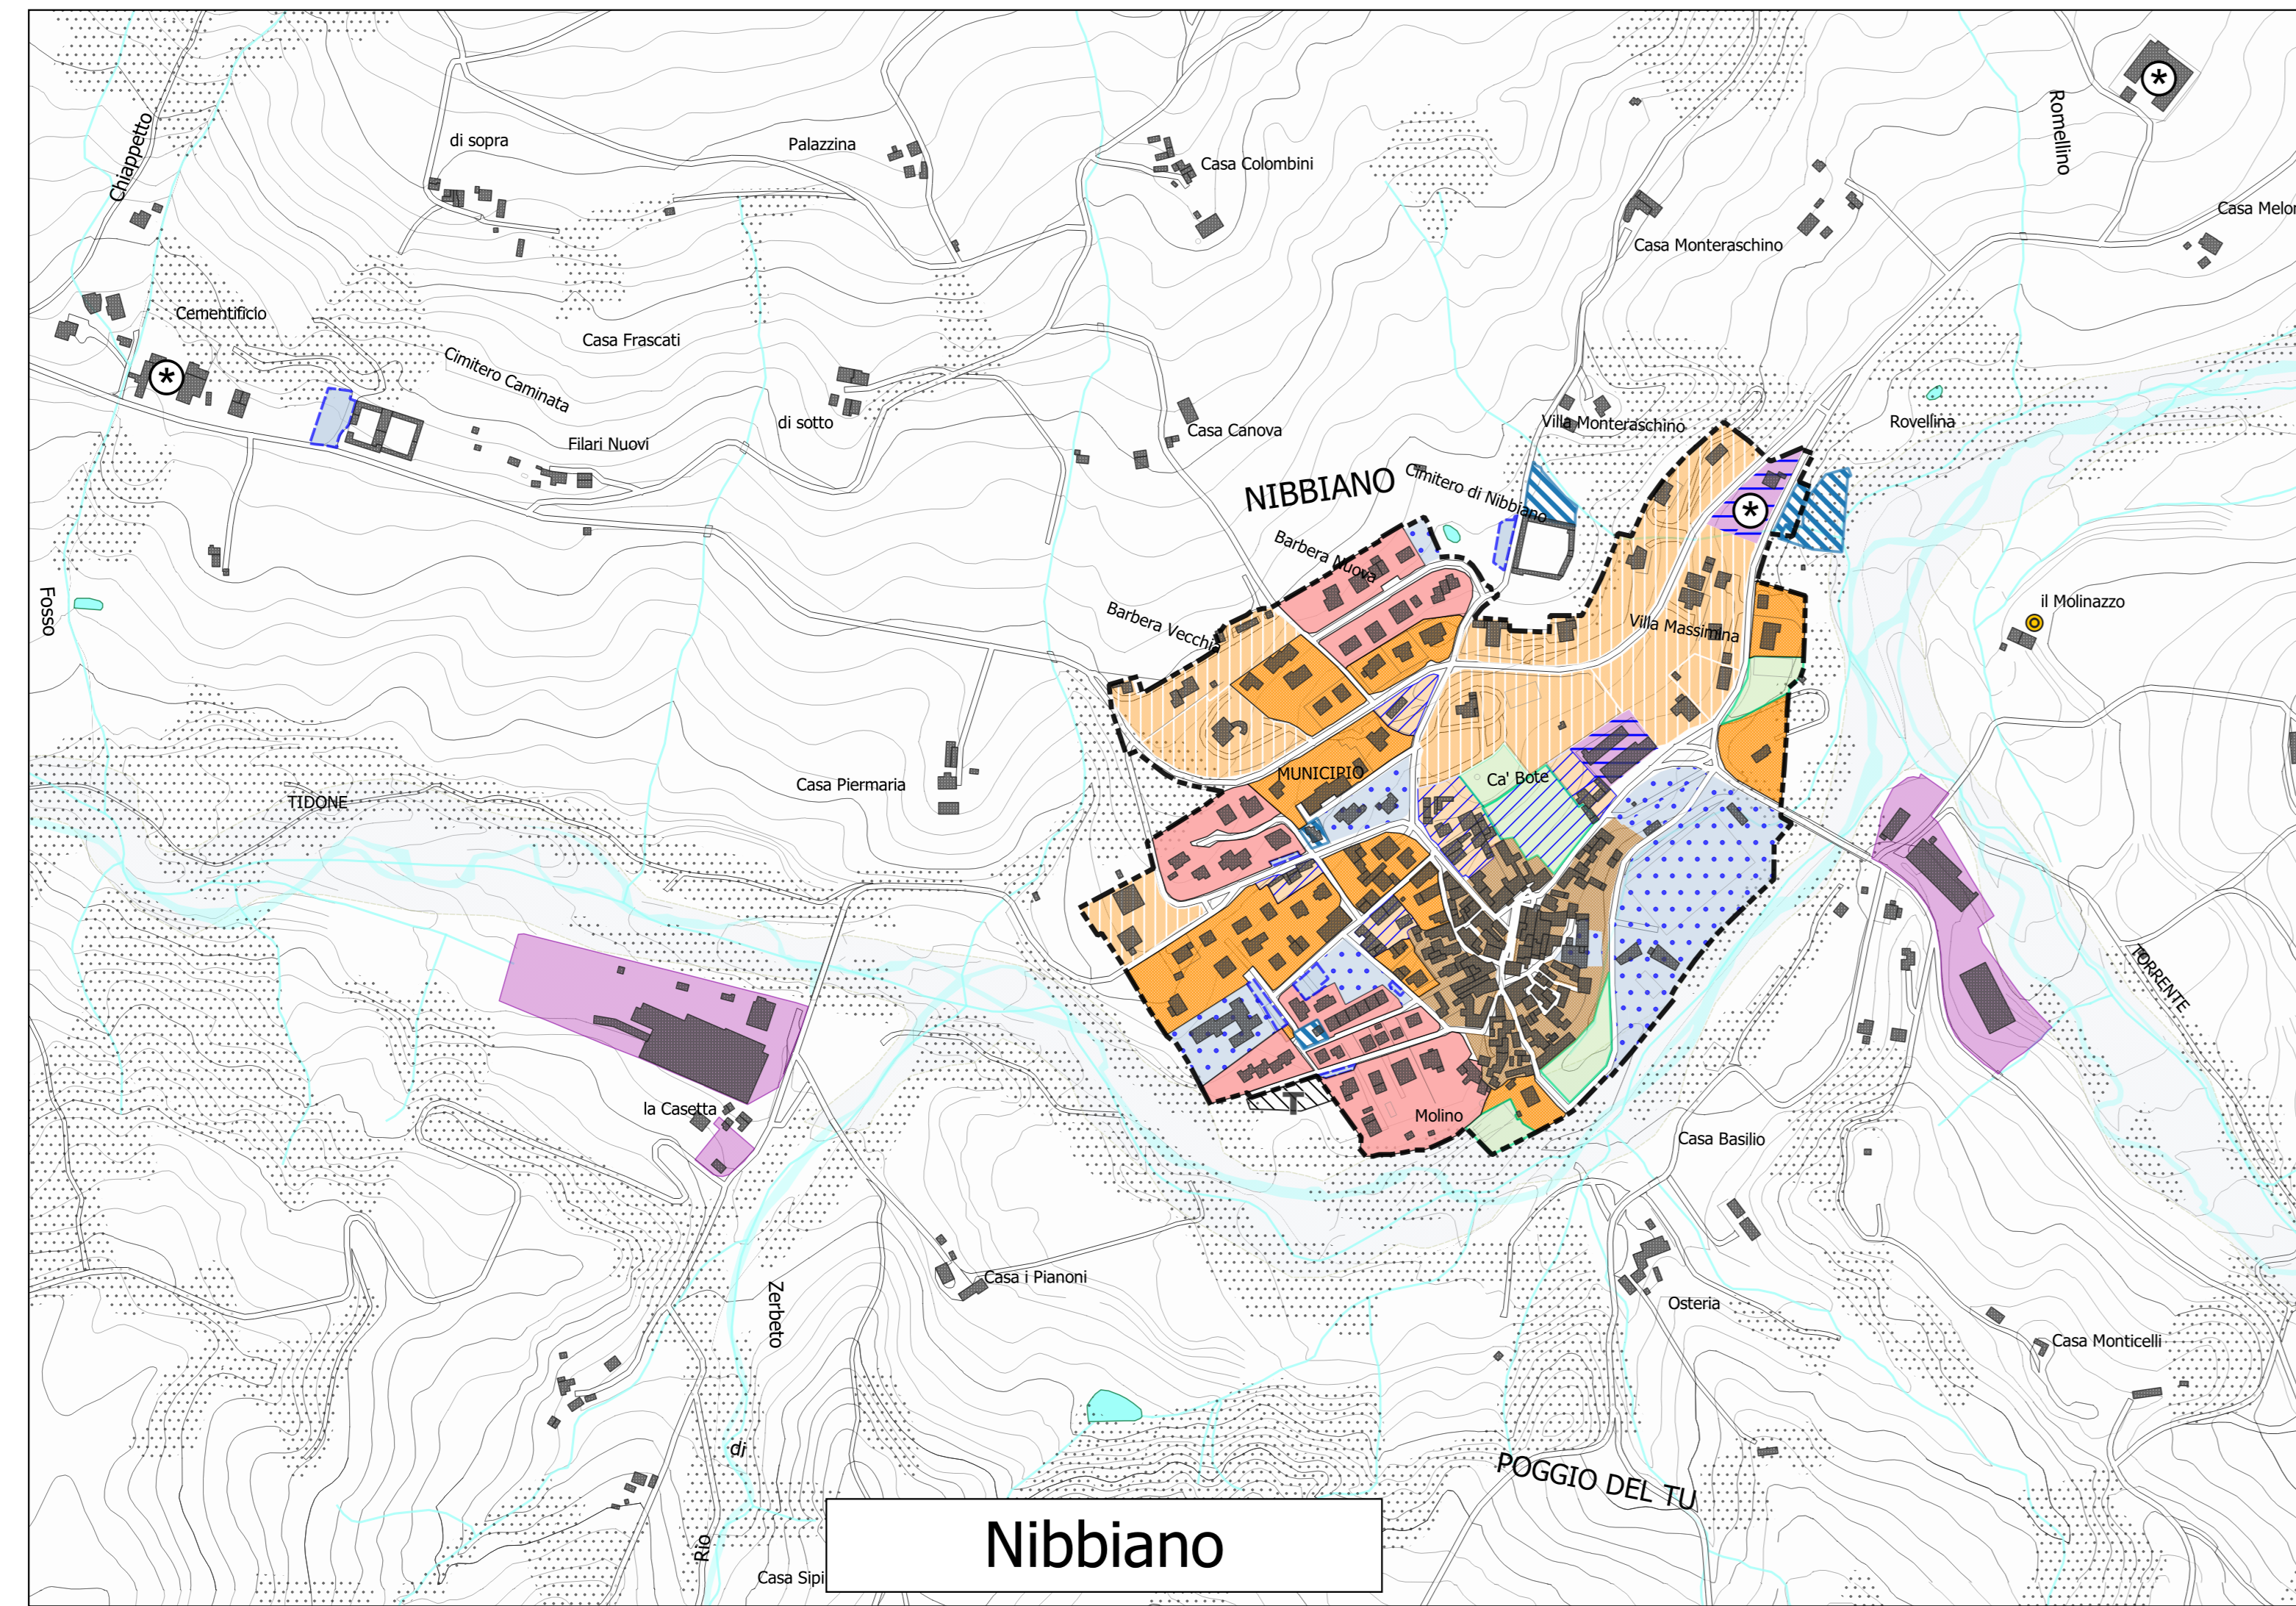 Chiappetto
di sopra
Palazzina
Casa Colombini
Romellino
Casa Monteraschino
Cementificio
Casa Frascati
Cimitero Caminata
di sotto
Filari Nuovi
Casa Canova
Villa Monteraschino
Rovellina
NIBBIANO
Cimitero di Nibbiano
Barbera Nuova
Fosso
Barbera Vecchi
il Molinazzo
Villa Massimina
MUNICIPIO
Ca' Bote
Casa Piermaria
TIDONE
TORRENTE
la Casetta
T
Molino
Casa Basilio
Casa i Pianoni
Zerbeto
Osteria
Casa Monticelli
di
POGGIO DEL TU
Rio
Casa Sipi
Nibbiano